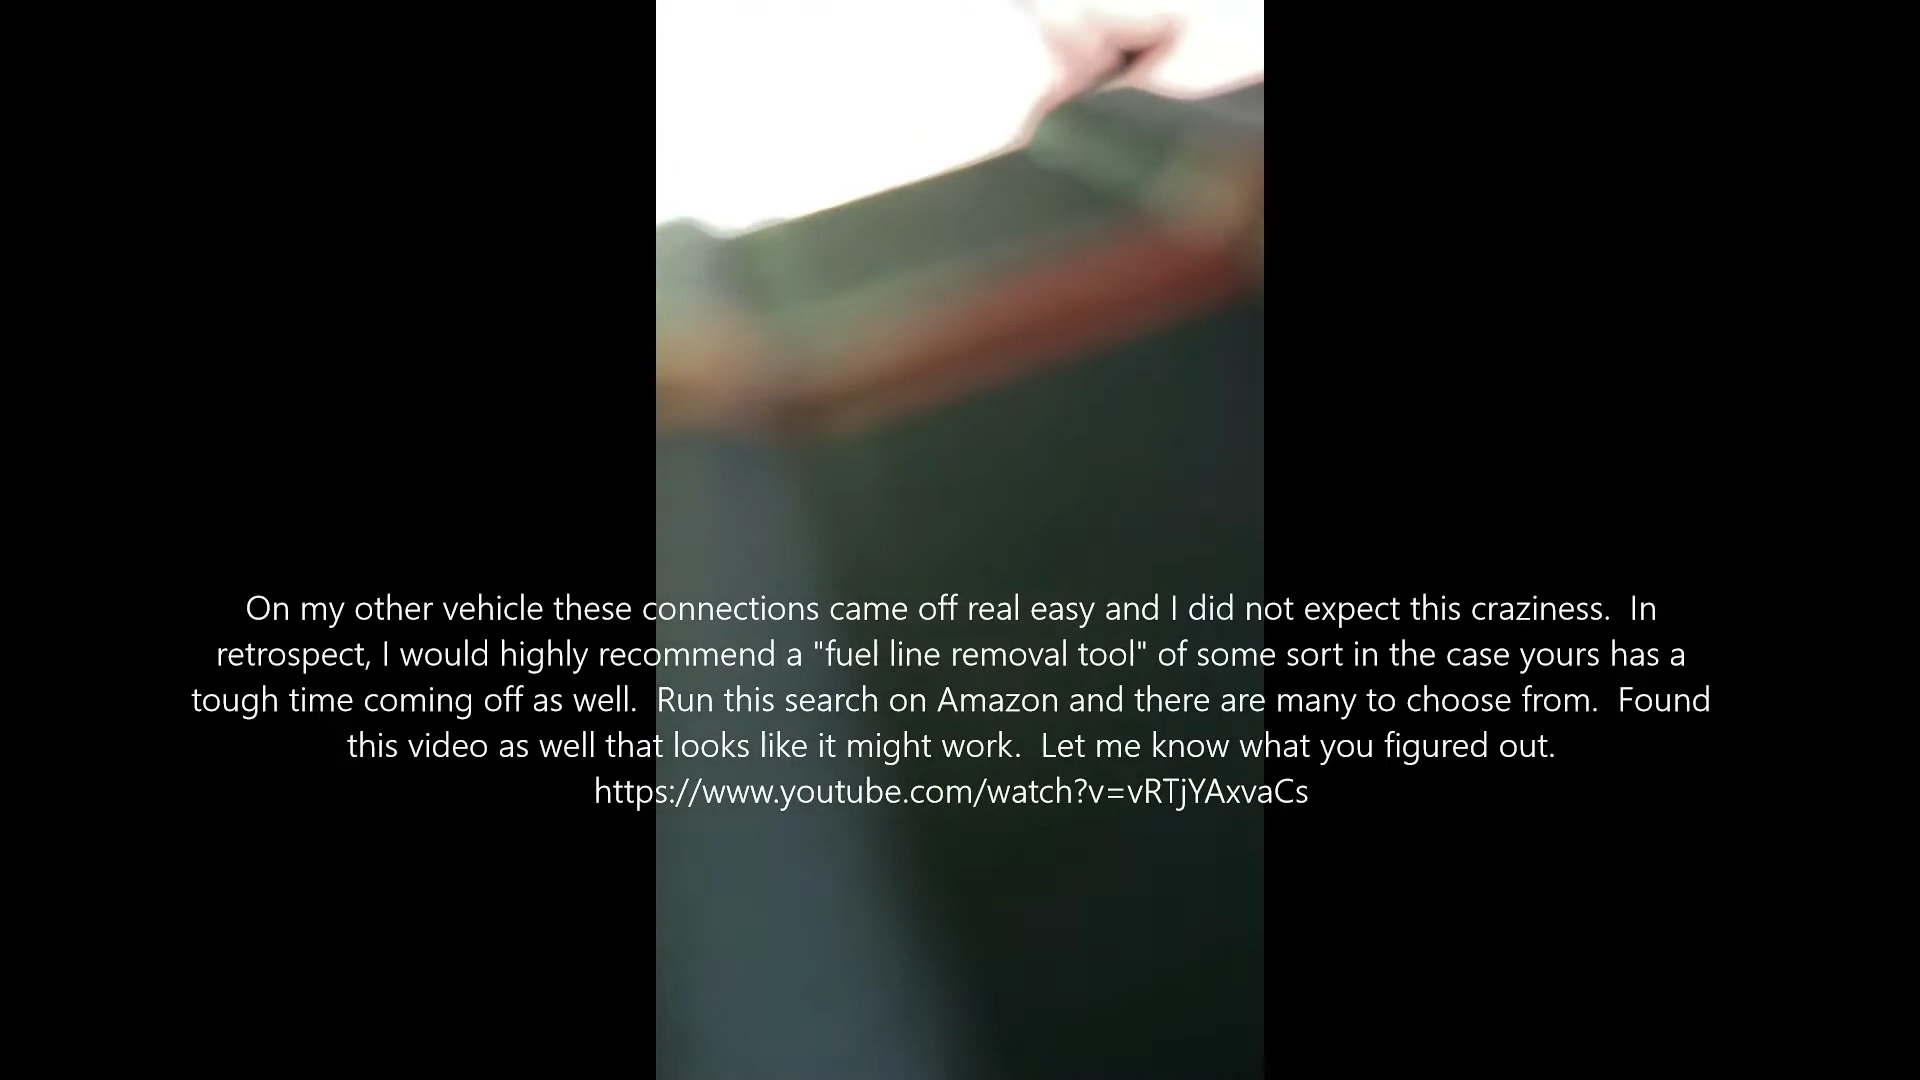 On my other vehicle these connections came off real easy and I did not expect this craziness.  In
retrospect, I would highly recommend a "fuel line removal tool" of some sort in the case yours has a
tough time coming off as well.  Run this search on Amazon and there are many to choose from.  Found
this video as well that looks like it might work.  Let me know what you figured out.
https://www.youtube.com/watch?v=vRTjYAxvaCs